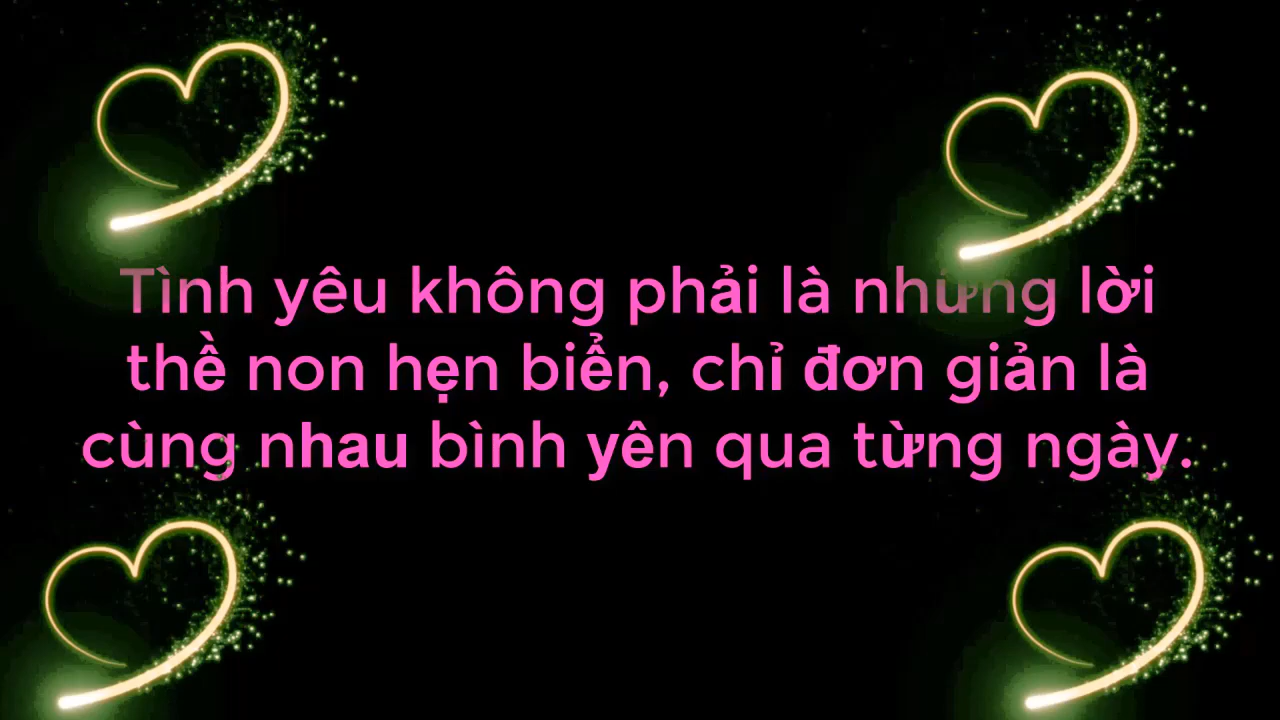 Tình yêu không phải là những lời
thề non hẹn biển, chỉ đơn giản là
cùng nhau bình yên qua từng ngày.